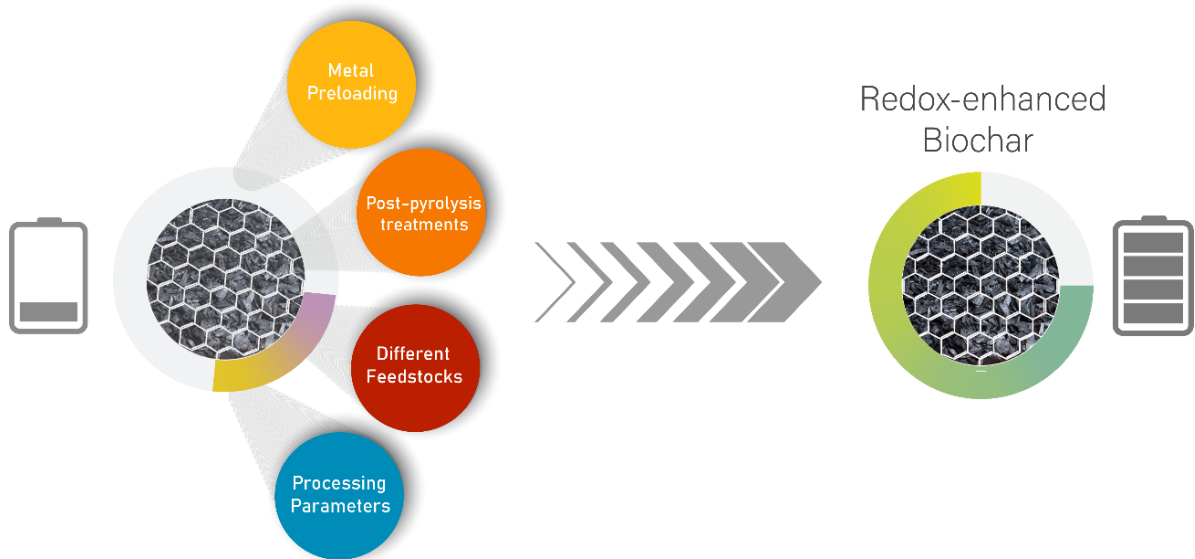 Metal
Preloading
Redox-enhanced
Biochar
Post-pyrolysis
treatments
Different
Feedstocks
Processing
Parameters